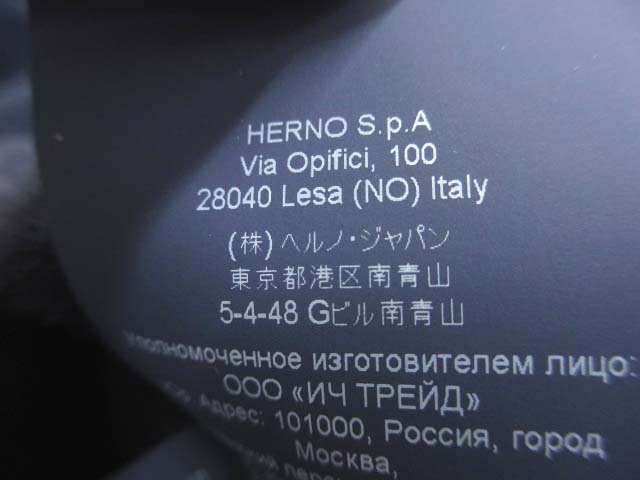 HERNO S.p.A
Via Opifici, 100
28040 Lesa (NO) Italy
(株)ヘルノ・ジャパン
東京都港区南青山
5-4-48 Gビル南青山
Уполномоченное изготовителем лицо:
ООО «ИЧ ТРЕЙД»
Адрес: 101000, Россия, город
Москва,